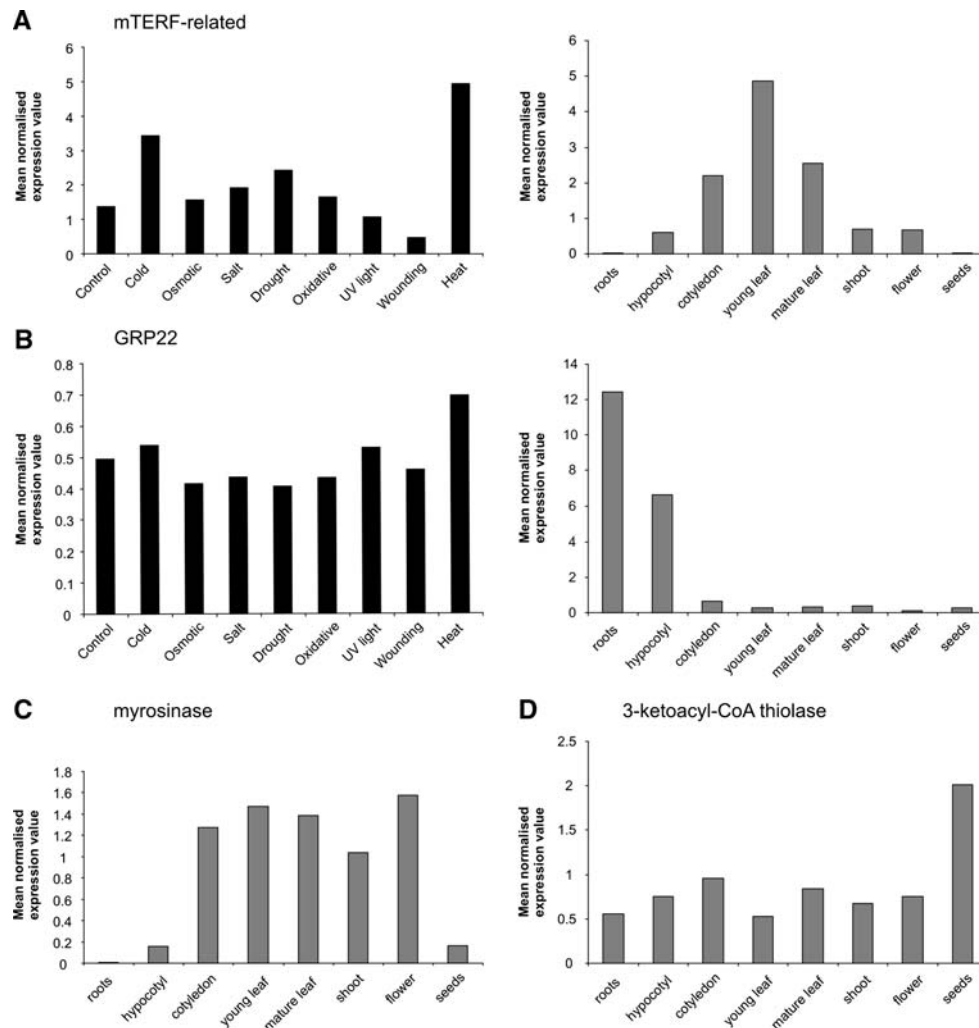 A mTERF-related
Mean normalised
expression value
6
5
4
3
2
1
0
Control
Cold
Osmotic
Salt
Drought
Oxidative
UV light
Wounding
Heat
Mean normalised
expression value
6
5
4
3
2
1
0
roots
hypocotyl
cotyledon
young leaf
mature leaf
shoot
flower
seeds
B GRP22
Mean normalised
expression value
0.8
0.7
0.6
0.5
0.4
0.3
0.2
0.1
0
Control
Cold
Osmotic
Salt
Drought
Oxidative
UV light
Wounding
Heat
Mean normalised
expression value
14
12
10
8
6
4
2
0
roots
hypocotyl
cotyledon
young leaf
mature leaf
shoot
flower
seeds
C myrosinase
Mean normalised
expression value
1.8
1.6
1.4
1.2
1
0.8
0.6
0.4
0.2
0
roots
hypocotyl
cotyledon
young leaf
mature leaf
shoot
flower
seeds
D 3-ketoacyl-CoA thiolase
Mean normalised
expression value
2.5
2
1.5
1
0.5
0
roots
hypocotyl
cotyledon
young leaf
mature leaf
shoot
flower
seeds